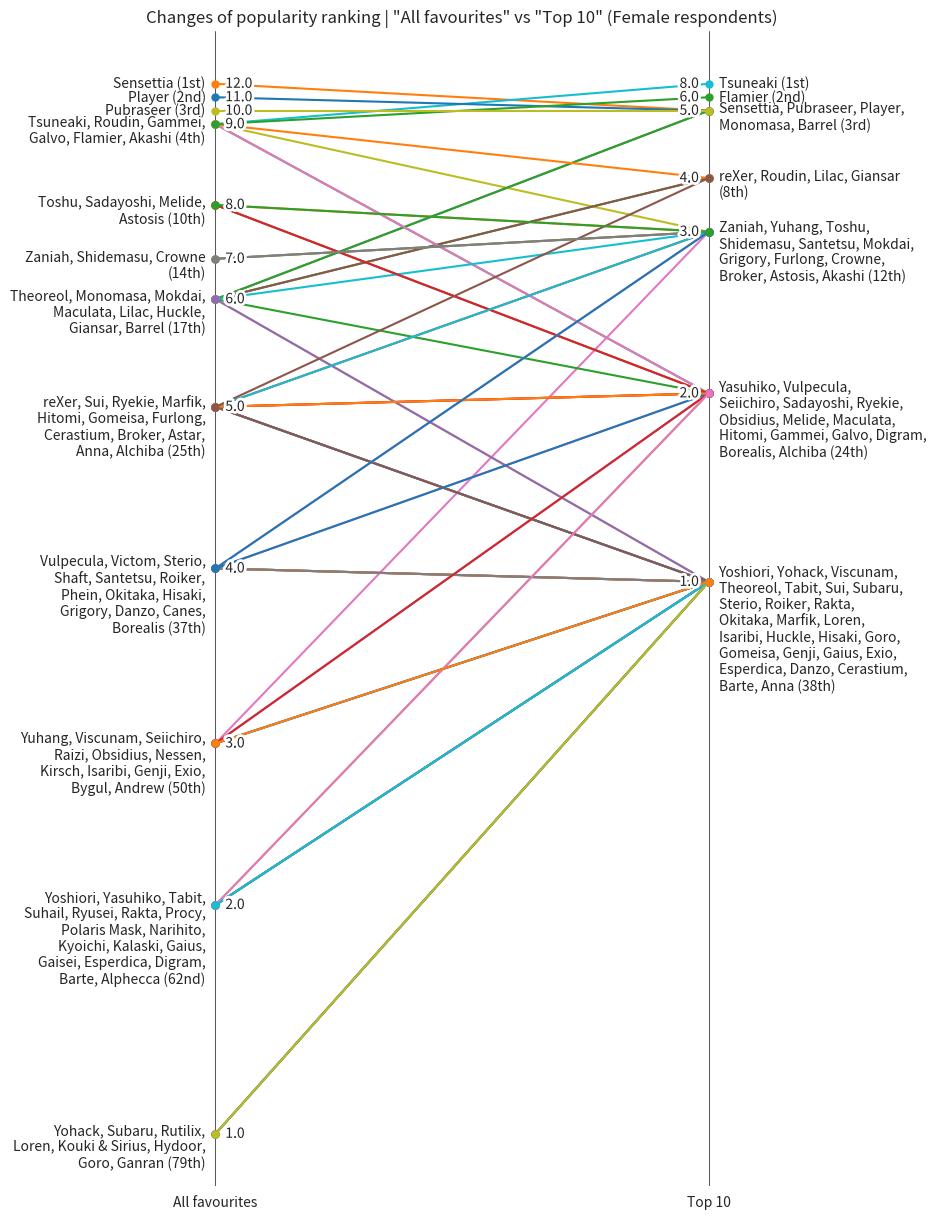 Changes of popularity ranking | "All favourites" vs "Top 10" (Female respondents)
Sensettia (1st)
12.0
Player (2nd)
11.0
Pubraseer (3rd)
10.0
Tsuneaki, Roudin, Gammei,
Galvo, Flamier, Akashi (4th)
9.0
Toshu, Sadayoshi, Melide,
Astosis (10th)
8.0
Zaniah, Shidemasu, Crowne
(14th)
7.0
Theoreol, Monomasa, Mokdai,
Maculata, Lilac, Huckle,
Giansar, Barrel (17th)
6.0
reXer, Sui, Ryekie, Marfik,
Hitomi, Gomeisa, Furlong,
Cerastium, Broker, Astar,
Anna, Alchiba (25th)
5.0
Vulpecula, Victom, Sterio,
Shaft, Santetsu, Roiker,
Phein, Okitaka, Hisaki,
Grigory, Danzo, Canes,
Borealis (37th)
4.0
Yuhang, Viscunam, Seiichiro,
Raizi, Obsidius, Nessen,
Kirsch, Isaribi, Genji, Exio,
Bygul, Andrew (50th)
3.0
Yoshiori, Yasuhiko, Tabit,
Suhail, Ryusei, Rakta, Procy,
Polaris Mask, Narihito,
Kyoichi, Kalaski, Gaius,
Gaisei, Esperdica, Digram,
Barte, Alphecca (62nd)
2.0
Yohack, Subaru, Rutilix,
Loren, Kouki & Sirius, Hydoor,
Goro, Ganran (79th)
1.0
8.0
Tsuneaki (1st)
6.0
Flamier (2nd)
5.0
Sensettia, Pubraseer, Player,
Monomasa, Barrel (3rd)
4.0
reXer, Roudin, Lilac, Giansar
(8th)
3.0
Zaniah, Yuhang, Toshu,
Shidemasu, Santetsu, Mokdai,
Grigory, Furlong, Crowne,
Broker, Astosis, Akashi (12th)
2.0
Yasuhiko, Vulpecula,
Seiichiro, Sadayoshi, Ryekie,
Obsidius, Melide, Maculata,
Hitomi, Gammei, Galvo, Digram,
Borealis, Alchiba (24th)
1.0
Yoshiori, Yohack, Viscunam,
Theoreol, Tabit, Sui, Subaru,
Sterio, Roiker, Rakta,
Okitaka, Marfik, Loren,
Isaribi, Huckle, Hisaki, Goro,
Gomeisa, Genji, Gaius, Exio,
Esperdica, Danzo, Cerastium,
Barte, Anna (38th)
All favourites
Top 10